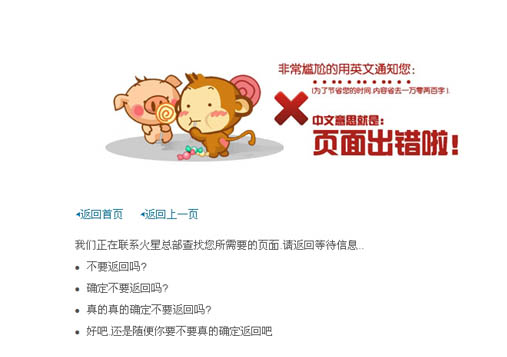 非常尴尬的用英文通知您:
(为了节省您的时间,内容省去一万零两百字).
中文意思就是:
页面出错啦!
返回首页 返回上一页
我们正在联系火星总部查找您所需要的页面.请返回等待信息..
不要返回吗?
确定不要返回吗?
真的真的确定不要返回吗?
好吧.还是随便你要不要真的确定返回吧